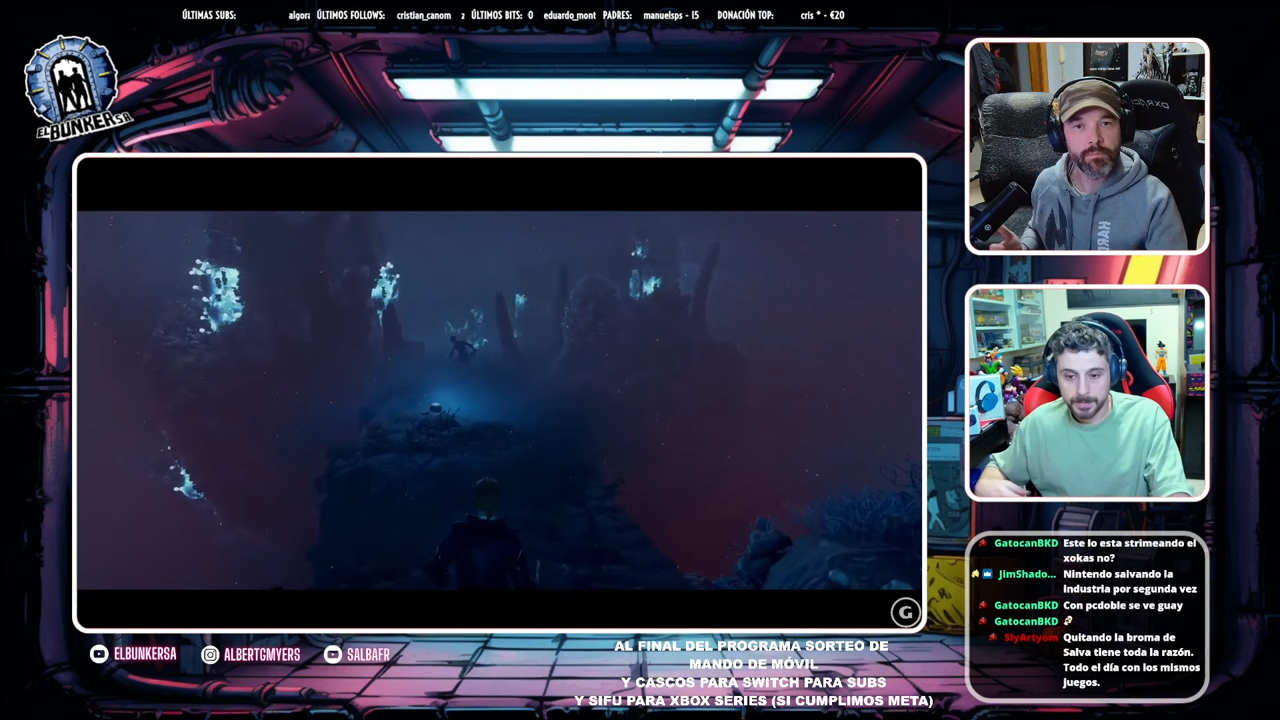 ÚLTIMAS SUBS: algor ÚLTIMOS FOLLOWS: cristian_canom ÚLTIMOS BITS: 0 eduardo_mont PADRES: manuelsps - 15 DONACIÓN TOP: cris * - €20
EL BUNKER S.A
DXR
HARD
G
GatocanBKD Este lo esta strimeando el
xokas no?
JimShado... Nintendo salvando la
industria por segunda vez
GatocanBKD Con pcdoble se ve guay
GatocanBKD
SlyArtyom Quitando la broma de
Salva tiene toda la razón.
Todo el día con los mismos
juegos.
ELBUNKERSA ALBERTGMYERS SALBAFR
AL FINAL DEL PROGRAMA SORTEO DE
MANDO DE MÓVIL
Y CASCOS PARA SWITCH PARA SUBS
Y SIFU PARA XBOX SERIES (SI CUMPLIMOS META)